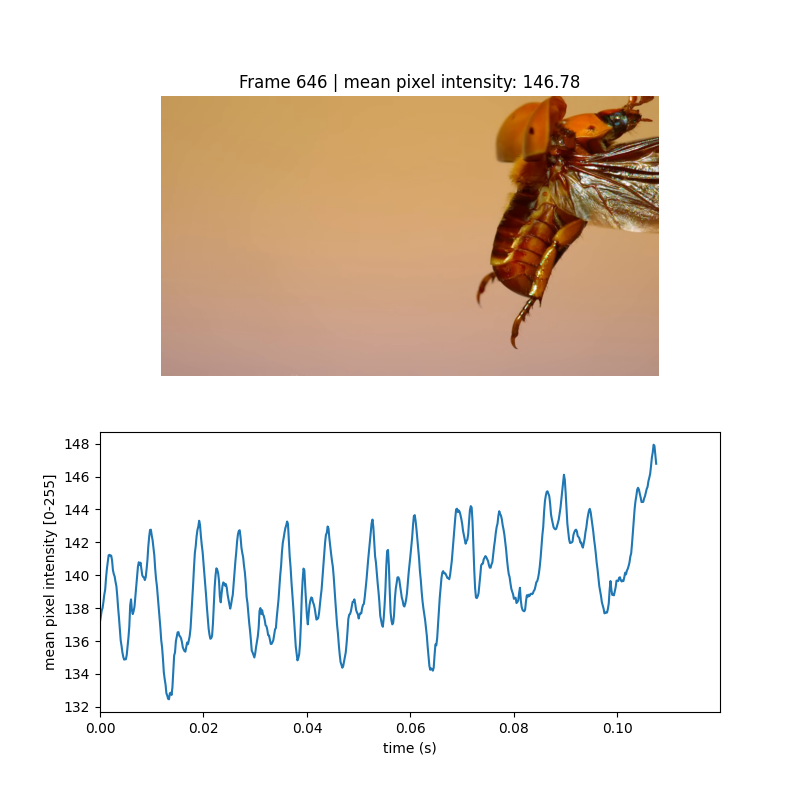 Frame 646 | mean pixel intensity: 146.78
148
146
144
142
140
138
136
134
132
mean pixel intensity [0-255]
0.00 0.02 0.04 0.06 0.08 0.10
time (s)